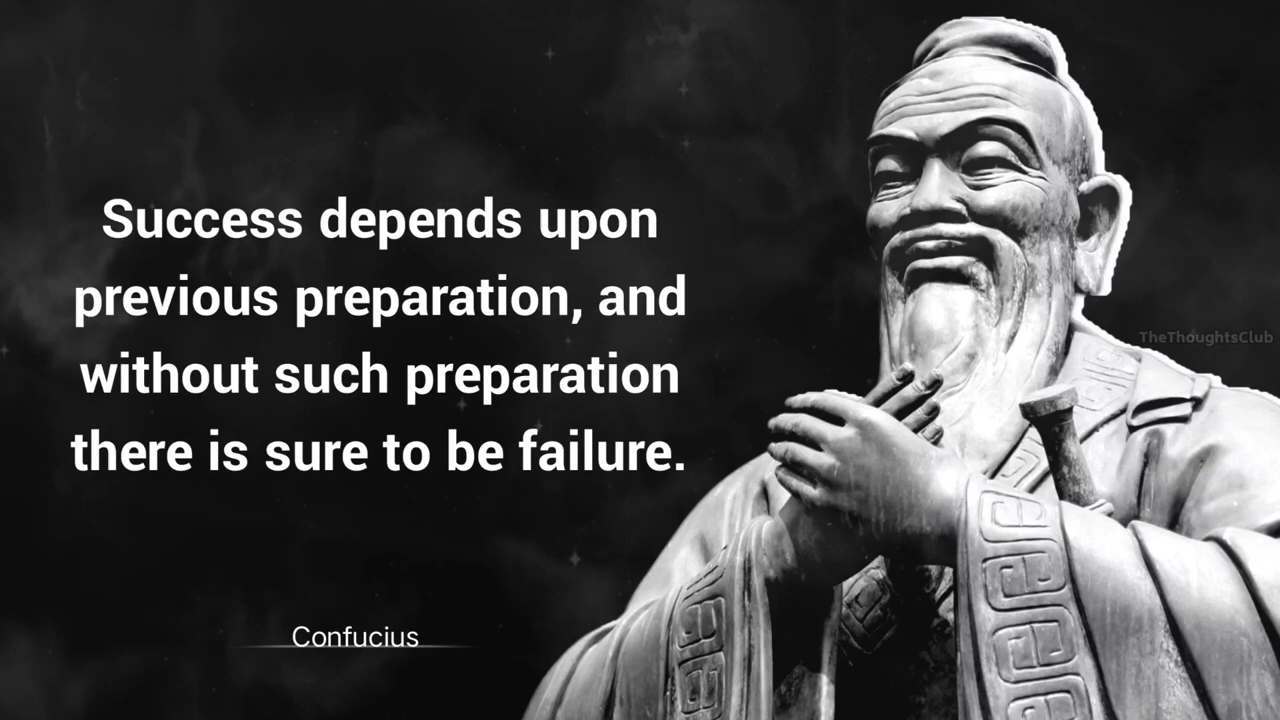 Success depends upon
previous preparation, and
without such preparation
there is sure to be failure.
Confucius
TheThoughtsClub